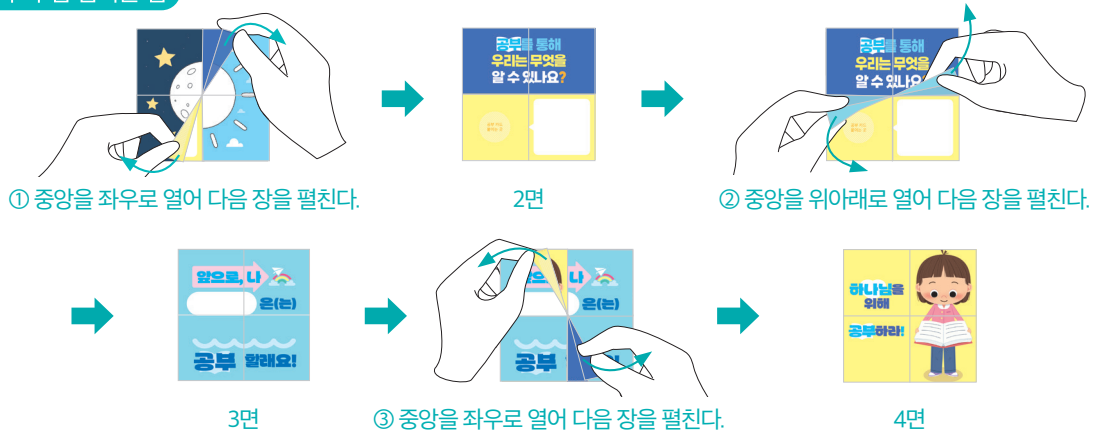 공부를 통해
우리는 무엇을
알 수 있나요?
공부를 통해
우리는 무엇을
알 수 있나요
① 중앙을 좌우로 열어 다음 장을 펼친다.
2면
② 중앙을 위아래로 열어 다음 장을 펼친다.
앞으로, 나
은(는)
공부 할래요!
나
은(는)
공부
하나님을
위해
공부하라!
3면
③ 중앙을 좌우로 열어 다음 장을 펼친다.
4면